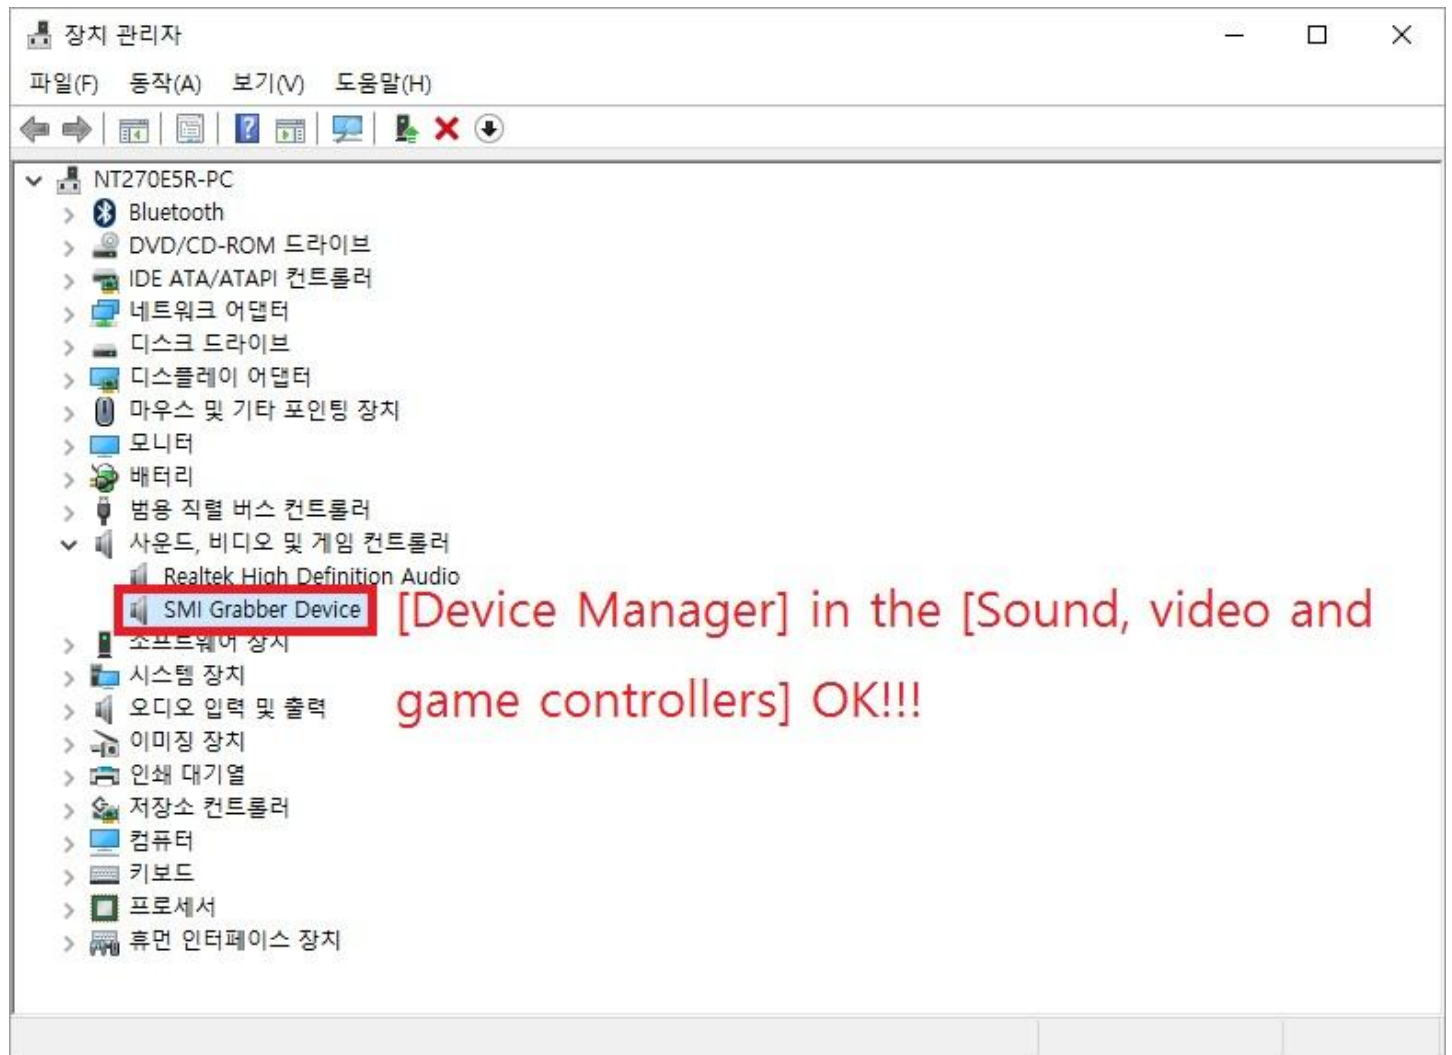 장치 관리자
파일(F) 동작(A) 보기(V) 도움말(H)
NT270E5R-PC
Bluetooth
DVD/CD-ROM 드라이브
IDE ATA/ATAPI 컨트롤러
네트워크 어댑터
디스크 드라이브
디스플레이 어댑터
마우스 및 기타 포인팅 장치
모니터
배터리
범용 직렬 버스 컨트롤러
사운드, 비디오 및 게임 컨트롤러
Realtek High Definition Audio
SMI Grabber Device
[Device Manager] in the [Sound, video and
소프트웨어 장치
시스템 장치
game controllers] OK!!!
오디오 입력 및 출력
이미징 장치
인쇄 대기열
저장소 컨트롤러
컴퓨터
키보드
프로세서
휴먼 인터페이스 장치